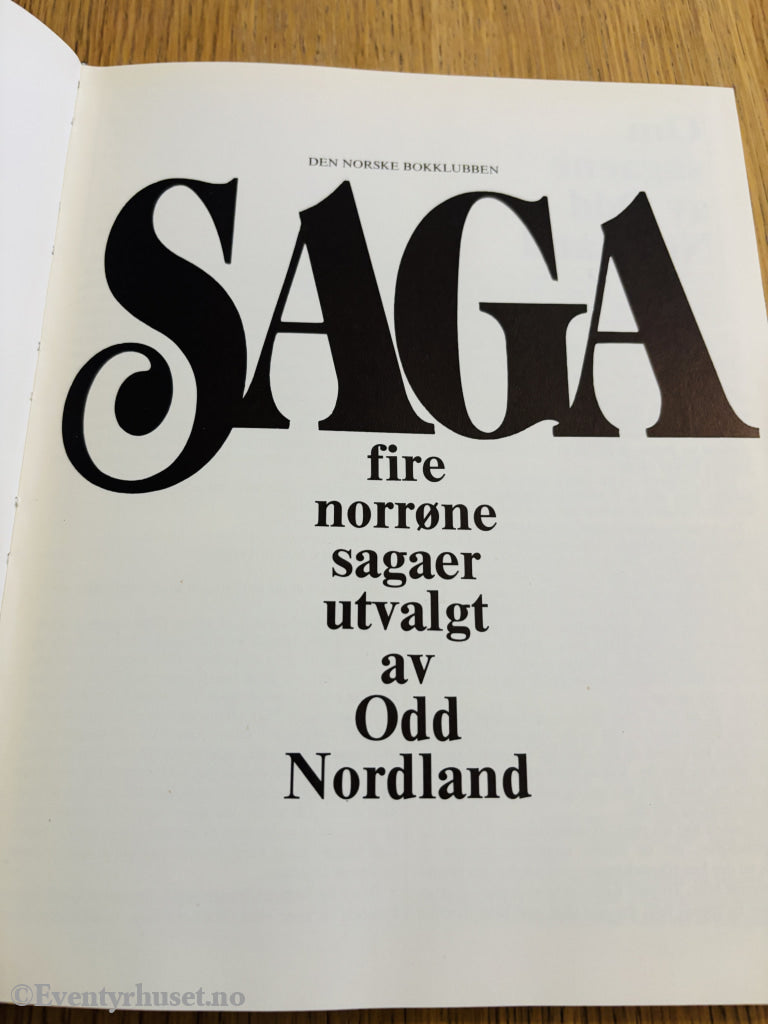 DEN NORSKE BOKKLUBBEN
SAGA
fire
norrøne
sagaer
utvalgt
av
Odd
Nordland
©Eventyrhuset.no